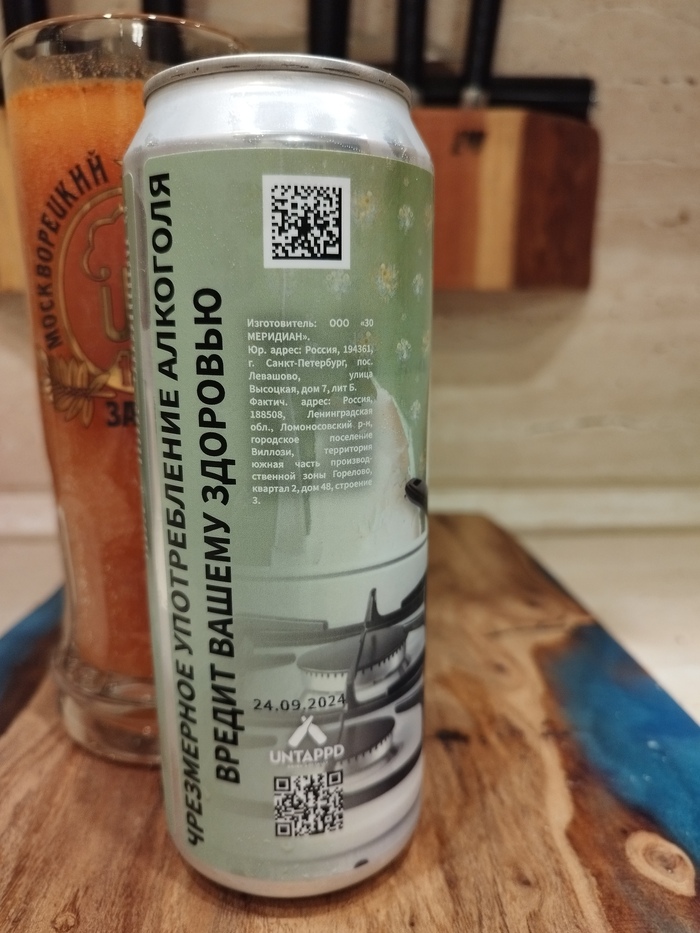 МОСКВОРЕЦКИЙ
ЗА
ЧРЕЗМЕРНОЕ УПОТРЕБЛЕНИЕ АЛКОГОЛЯ
ВРЕДИТ ВАШЕМУ ЗДОРОВЬЮ
Изготовитель: ООО «30
МЕРИДИАН».
Юр. адрес: Россия, 194361,
г. Санкт-Петербург, пос.
Левашово, улица
Высоцкая, дом 7, лит Б.
Фактич. адрес: Россия,
188508, Ленинградская
обл., Ломоносовский р-н,
городское поселение
Виллози, территория
южная часть производ-
ственной зоны Горелово,
квартал 2, дом 48, строение
3.
24.09.2024
UNTAPPD